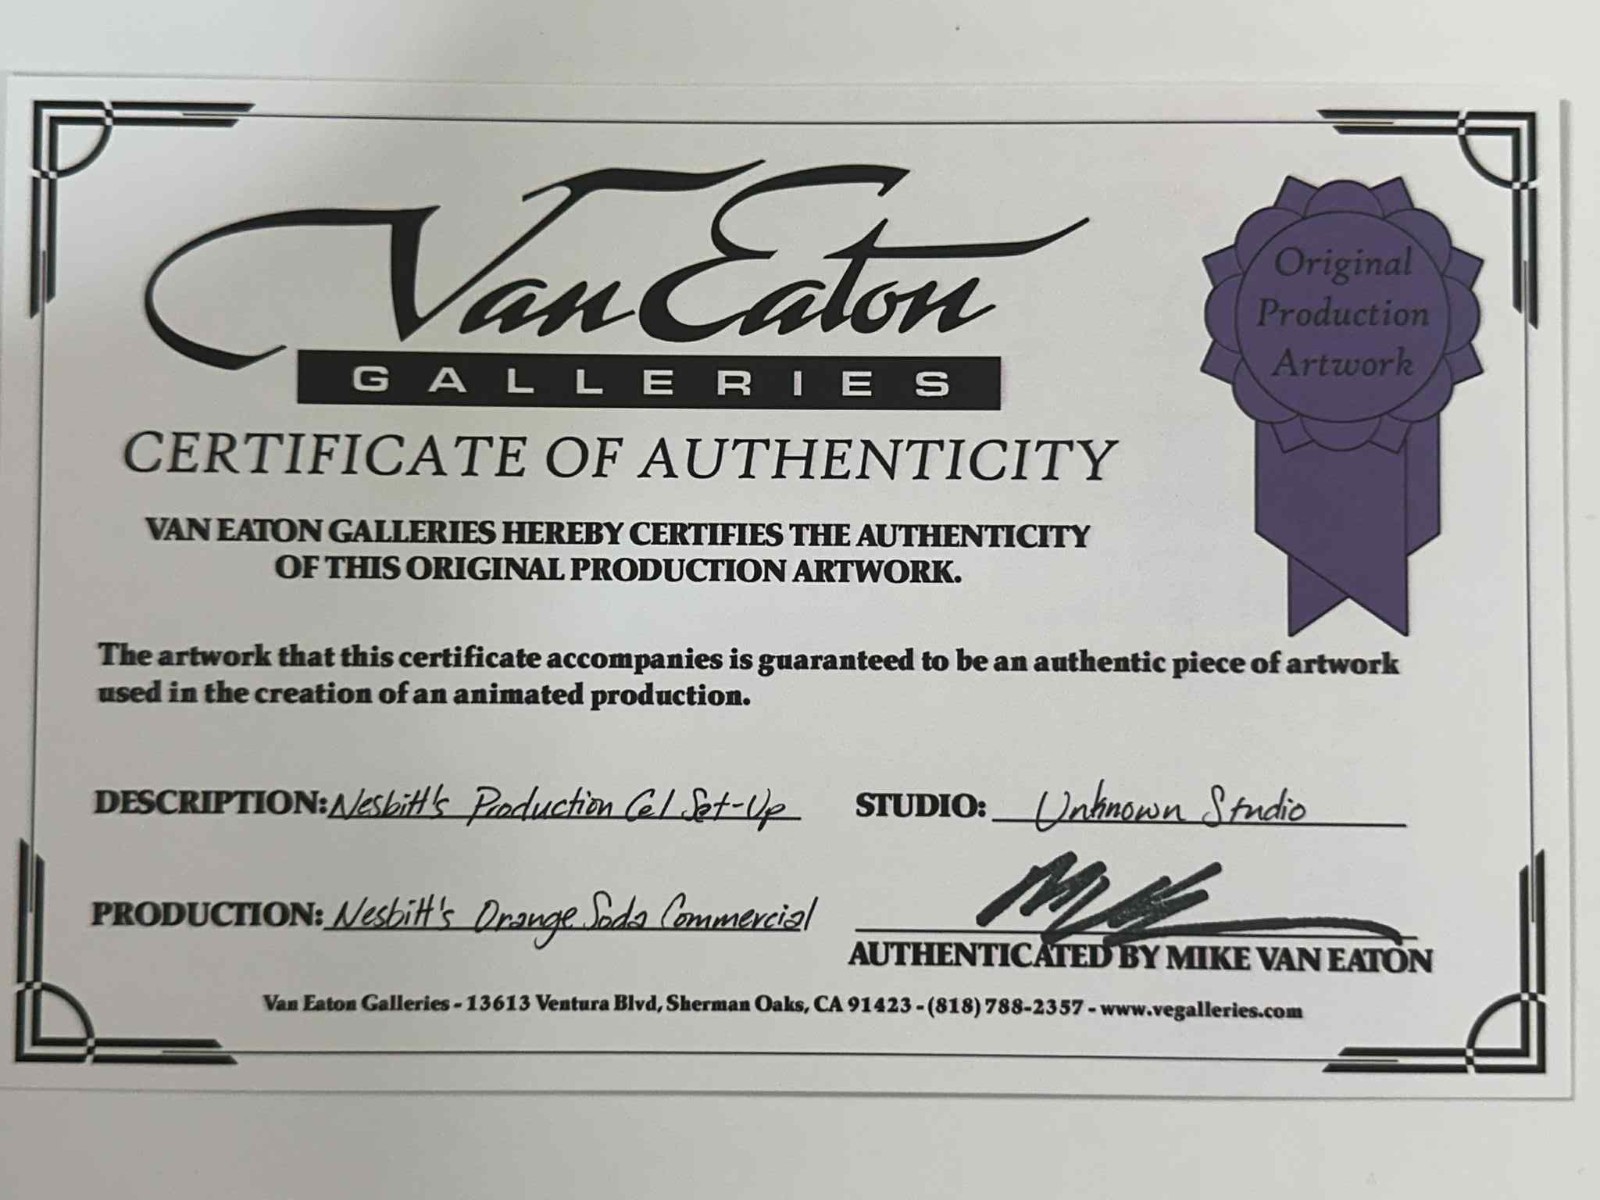 Van Eaton
GALLERIES
Original
Production
Artwork
CERTIFICATE OF AUTHENTICITY
VAN EATON GALLERIES HEREBY CERTIFIES THE AUTHENTICITY
OF THIS ORIGINAL PRODUCTION ARTWORK.
The artwork that this certificate accompanies is guaranteed to be an authentic piece of artwork
used in the creation of an animated production.
DESCRIPTION: Nesbitt's Production Cel Set-Up
STUDIO: Unknown Studio
PRODUCTION: Nesbitt's Orange Soda Commercial
AUTHENTICATED BY MIKE VAN EATON
Van Eaton Galleries - 13613 Ventura Blvd, Sherman Oaks, CA 91423 - (818) 788-2357 - www.vegalleries.com